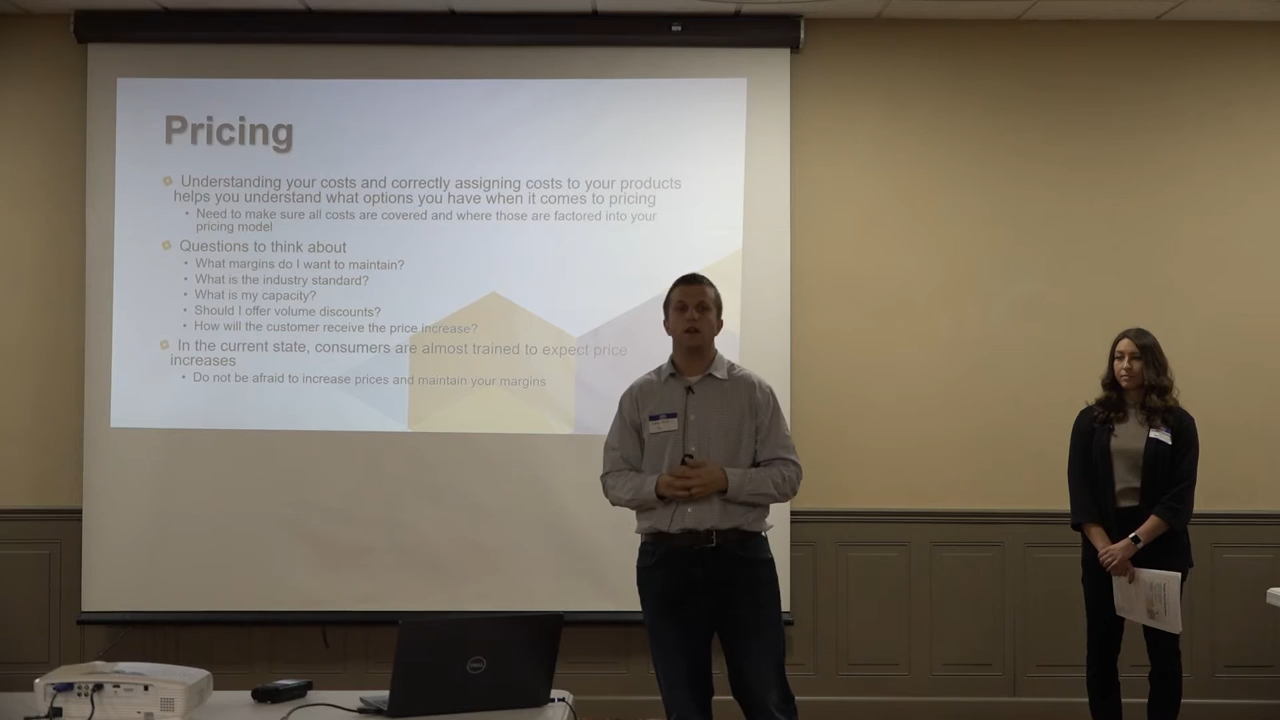 Pricing
Understanding your costs and correctly assigning costs to your products
helps you understand what options you have when it comes to pricing
• Need to make sure all costs are covered and where those are factored into your
pricing model
Questions to think about
• What margins do I want to maintain?
• What is the industry standard?
• What is my capacity?
• Should I offer volume discounts?
• How will the customer receive the price increase?
In the current state, consumers are almost trained to expect price
increases
• Do not be afraid to increase prices and maintain your margins
DELL